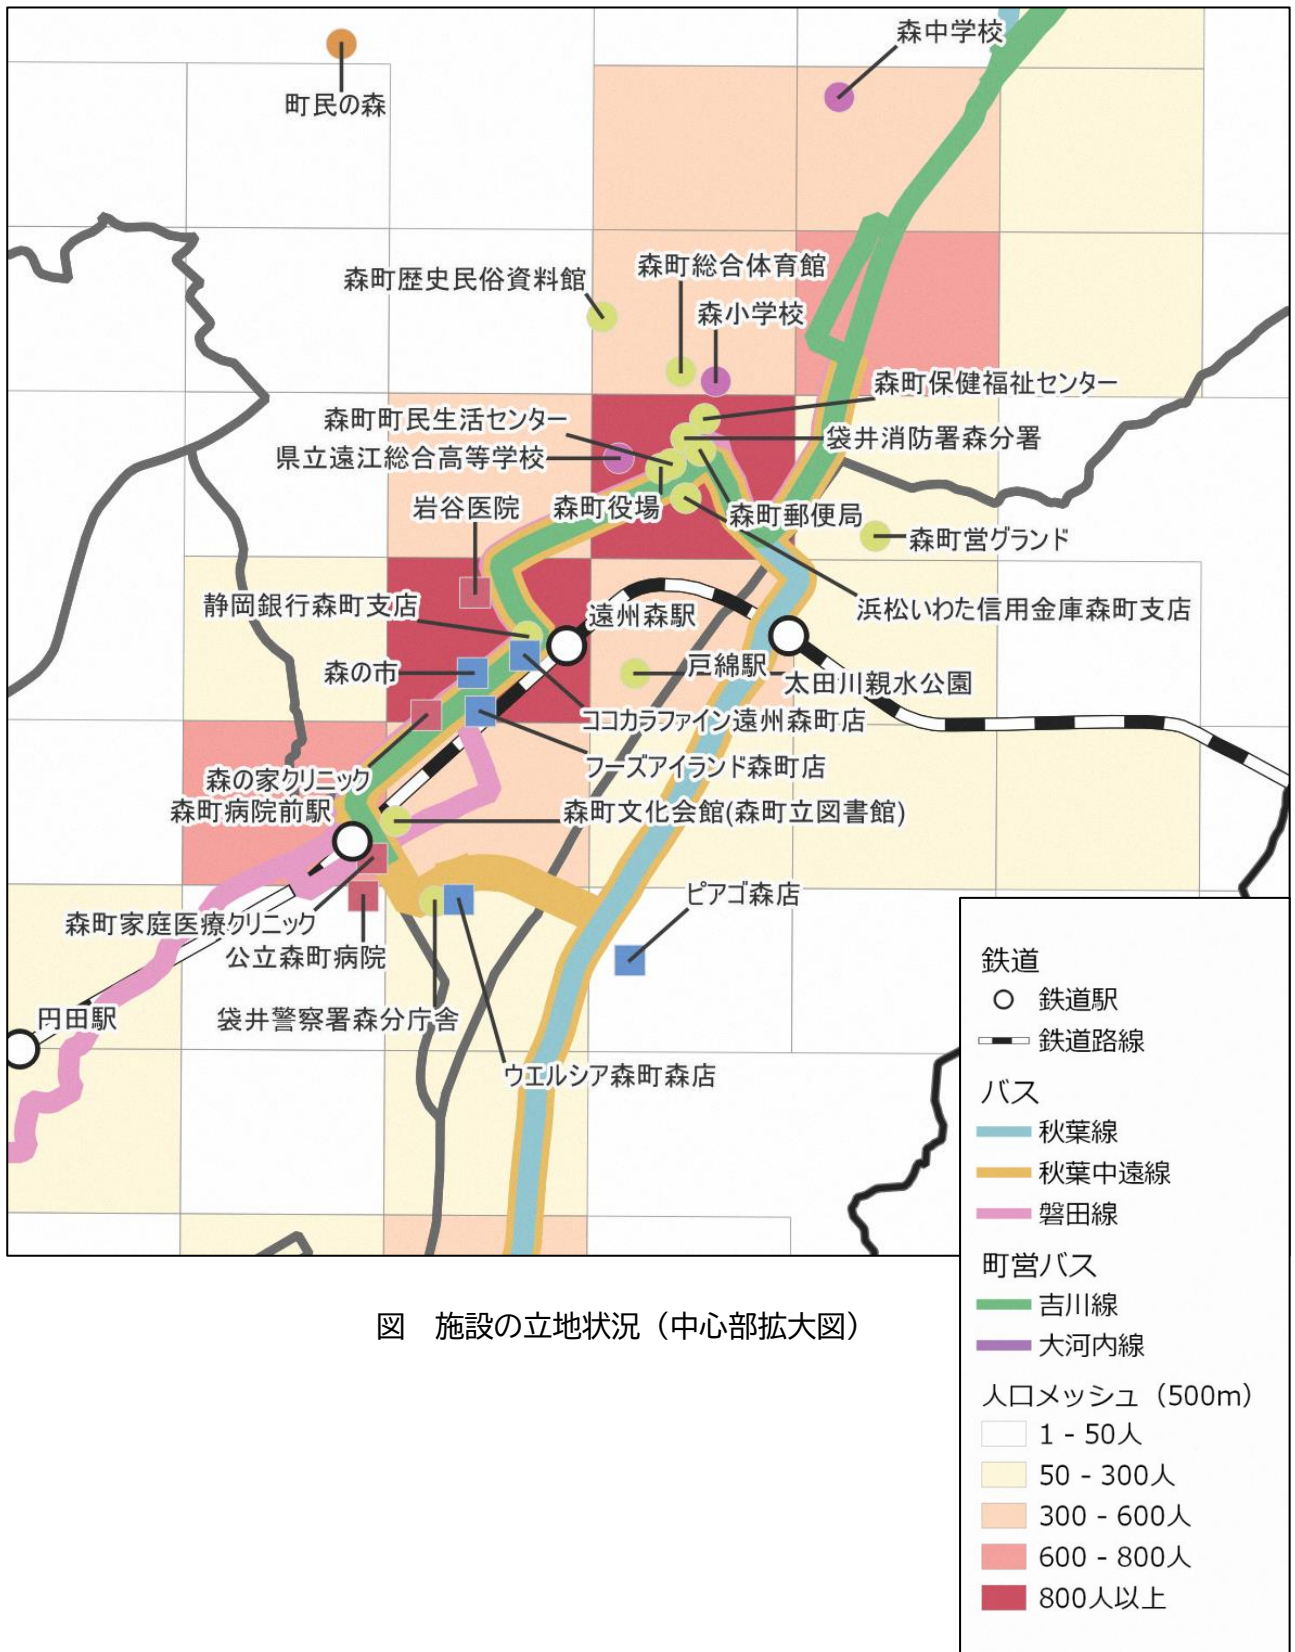 森中学校
町民の森
森町総合体育館
森町歴史民俗資料館
森小学校
森町保健福祉センター
森町町民生活センター
袋井消防署森分署
県立遠江総合高等学校
岩谷医院
森町役場
森町郵便局
森町営グランド
静岡銀行森町支店
遠州森駅
浜松いわた信用金庫森町支店
森の市
戸綿駅
太田川親水公園
ココカラファイン遠州森町店
フーズアイランド森町店
森の家クリニック
森町病院前駅
森町文化会館(森町立図書館)
ピアゴ森店
森町家庭医療クリニック
公立森町病院
円田駅
袋井警察署森分庁舎
ウエルシア森町森店
鉄道
鉄道駅
鉄道路線
バス
秋葉線
秋葉中遠線
磐田線
町営バス
吉川線
大河内線
人口メッシュ（500m）
1 - 50人
50 - 300人
300 - 600人
600 - 800人
800人以上
図　施設の立地状況（中心部拡大図）